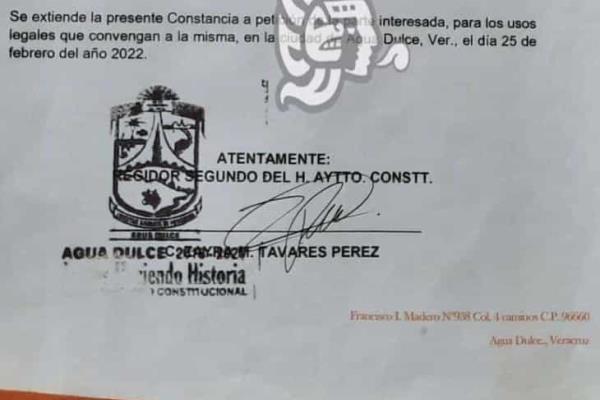 Se extiende la presente Constancia a petición de la parte interesada, para los usos
legales que convengan a la misma, en la ciudad de Agua Dulce, Ver., el día 25 de
febrero del año 2022.
ATENTAMENTE:
REGIDOR SEGUNDO DEL H. AYTTO. CONSTT.
AGUA DULCE
AGUA DULCE
C. TAVARES PEREZ
Historia
CONSTITUCIONAL
Francisco I. Madero N°938 Col. 4 caminos C.P. 96660
Agua Dulce., Veracruz